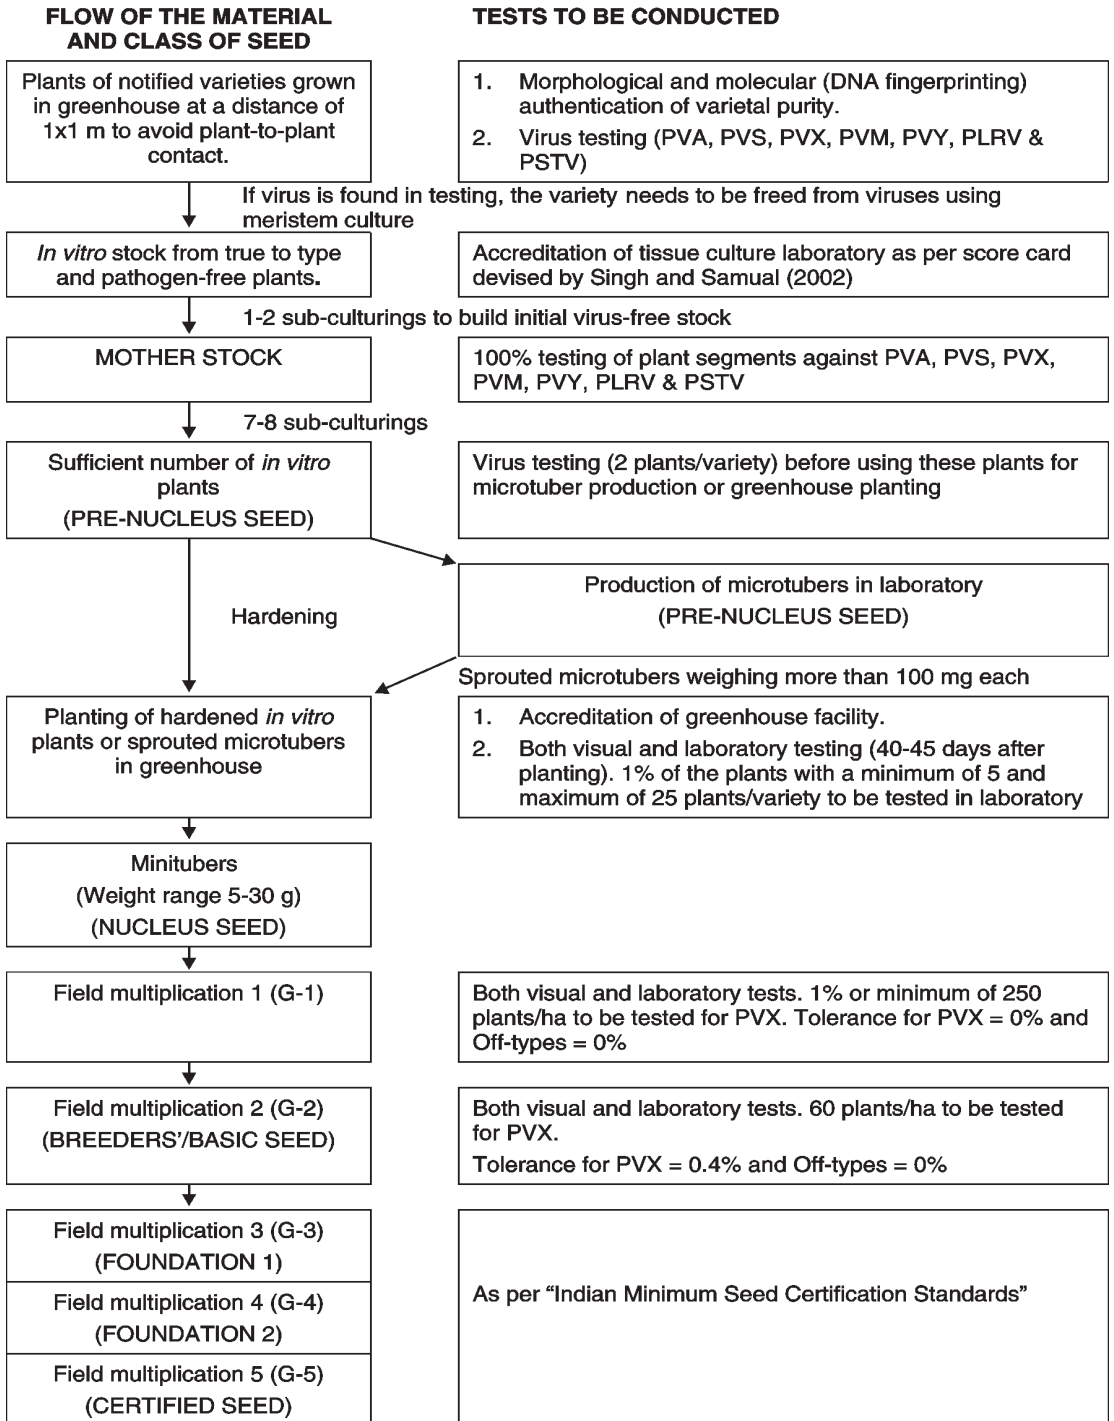 FLOW OF THE MATERIAL
AND CLASS OF SEED
TESTS TO BE CONDUCTED
Plants of notified varieties grown
in greenhouse at a distance of
1x1 m to avoid plant-to-plant
contact.
1. Morphological and molecular (DNA fingerprinting)
authentication of varietal purity.
2. Virus testing (PVA, PVS, PVX, PVM, PVY, PLRV &
PSTV)
If virus is found in testing, the variety needs to be freed from viruses using
meristem culture
In vitro stock from true to type
and pathogen-free plants.
Accreditation of tissue culture laboratory as per score card
devised by Singh and Samual (2002)
1-2 sub-culturings to build initial virus-free stock
MOTHER STOCK
100% testing of plant segments against PVA, PVS, PVX,
PVM, PVY, PLRV & PSTV
7-8 sub-culturings
Sufficient number of in vitro
plants
(PRE-NUCLEUS SEED)
Virus testing (2 plants/variety) before using these plants for
microtuber production or greenhouse planting
Production of microtubers in laboratory
(PRE-NUCLEUS SEED)
Hardening
Sprouted microtubers weighing more than 100 mg each
Planting of hardened in vitro
plants or sprouted microtubers
in greenhouse
1. Accreditation of greenhouse facility.
2. Both visual and laboratory testing (40-45 days after
planting). 1% of the plants with a minimum of 5 and
maximum of 25 plants/variety to be tested in laboratory
Minitubers
(Weight range 5-30 g)
(NUCLEUS SEED)
Field multiplication 1 (G-1)
Both visual and laboratory tests. 1% or minimum of 250
plants/ha to be tested for PVX. Tolerance for PVX = 0% and
Off-types = 0%
Field multiplication 2 (G-2)
(BREEDERS'/BASIC SEED)
Both visual and laboratory tests. 60 plants/ha to be tested
for PVX.
Tolerance for PVX = 0.4% and Off-types = 0%
Field multiplication 3 (G-3)
(FOUNDATION 1)
Field multiplication 4 (G-4)
(FOUNDATION 2)
Field multiplication 5 (G-5)
(CERTIFIED SEED)
As per “Indian Minimum Seed Certification Standards”